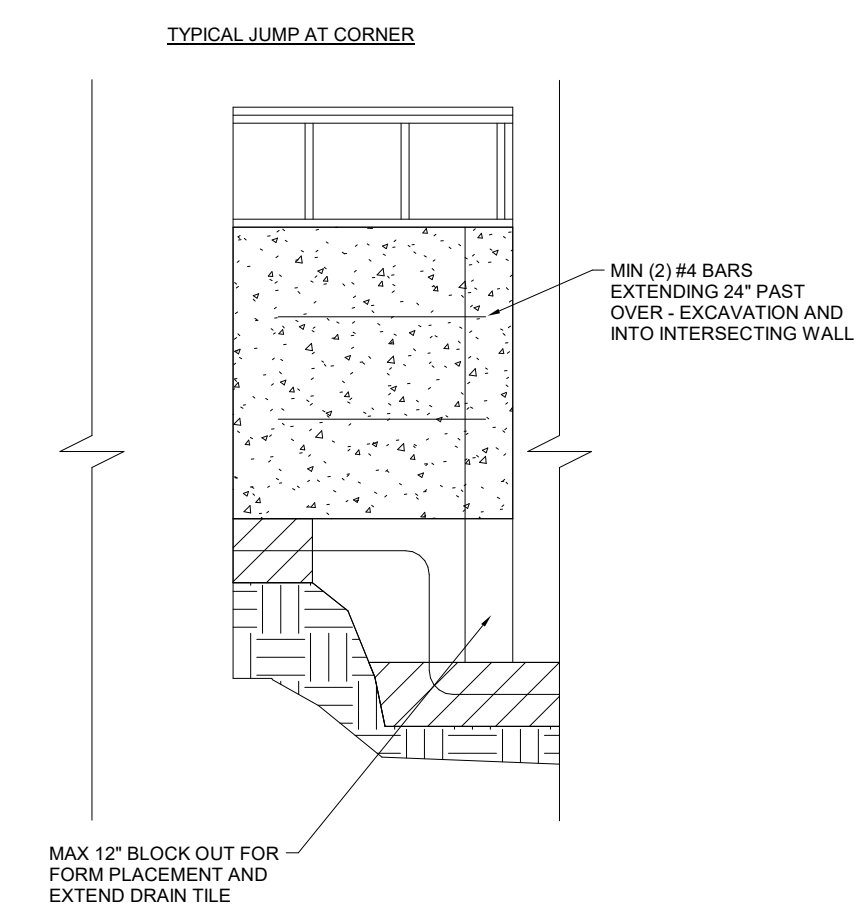 TYPICAL JUMP AT CORNER
MIN (2) #4 BARS
EXTENDING 24" PAST
OVER - EXCAVATION AND
INTO INTERSECTING WALL
MAX 12" BLOCK OUT FOR
FORM PLACEMENT AND
EXTEND DRAIN TILE